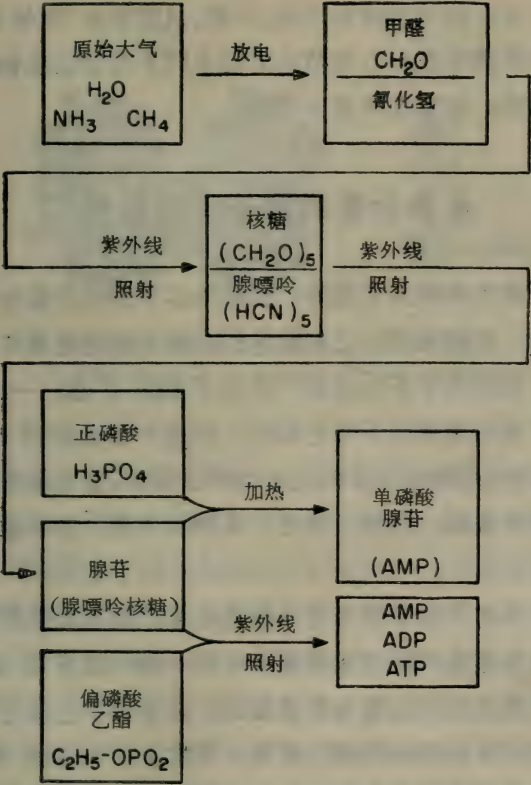 原始大气
H₂O
NH₃ CH₄
放电
甲醛
CH₂O
氰化氢
紫外线
照射
核糖
(CH₂O)₅
腺嘌呤
(HCN)₅
紫外线
照射
正磷酸
H₃PO₄
加热
单磷酸
腺苷
(AMP)
腺苷
(腺嘌呤核糖)
紫外线
照射
AMP
ADP
ATP
偏磷酸
乙酯
C₂H₅-OPO₂